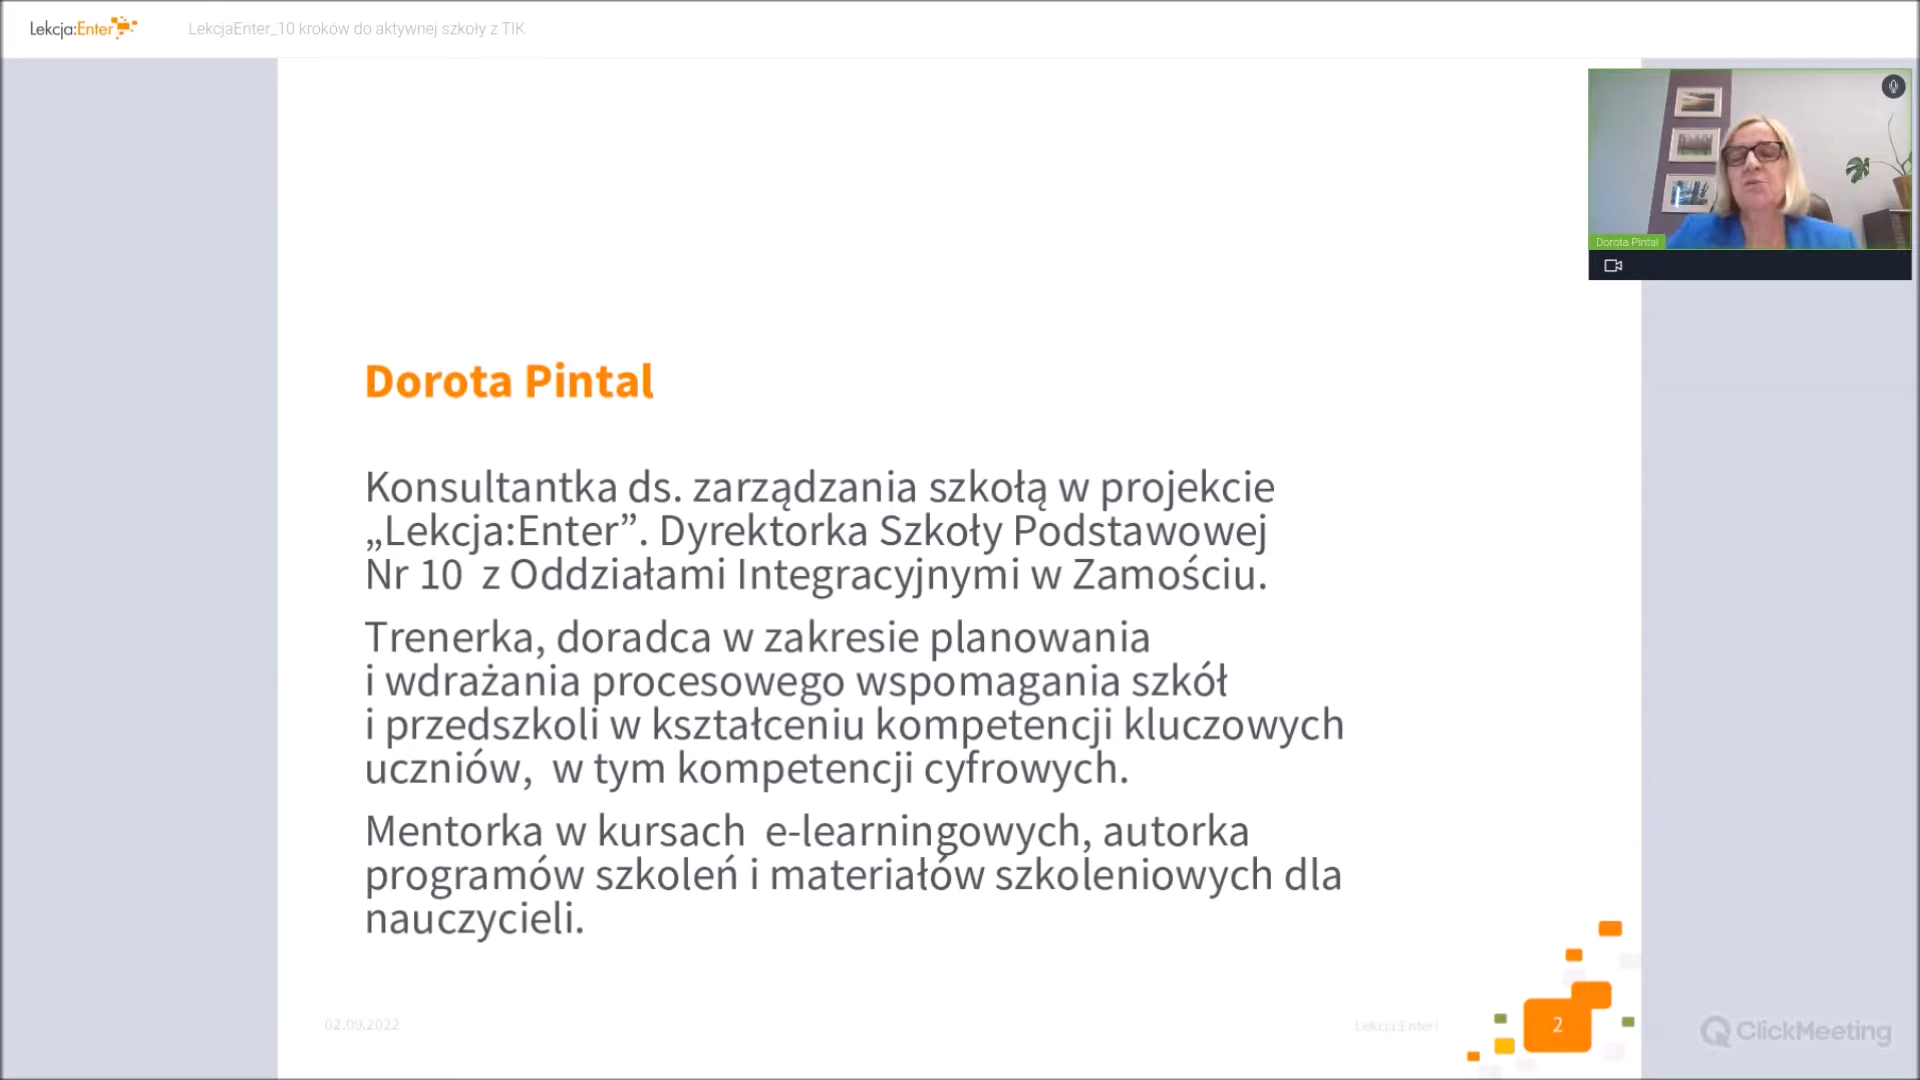 Lekcja:Enter
LekcjaEnter_10 kroków do aktywnej szkoły z TIK
Dorota Pintal
Dorota Pintal
Konsultantka ds. zarządzania szkołą w projekcie
„Lekcja:Enter”. Dyrektorka Szkoły Podstawowej
Nr 10 z Oddziałami Integracyjnymi w Zamościu.
Trenerka, doradca w zakresie planowania
i wdrażania procesowego wspomagania szkół
i przedszkoli w kształceniu kompetencji kluczowych
uczniów, w tym kompetencji cyfrowych.
Mentorka w kursach e-learningowych, autorka
programów szkoleń i materiałów szkoleniowych dla
nauczycieli.
02.09.2022
Lekcja:Enter!
2
ClickMeeting